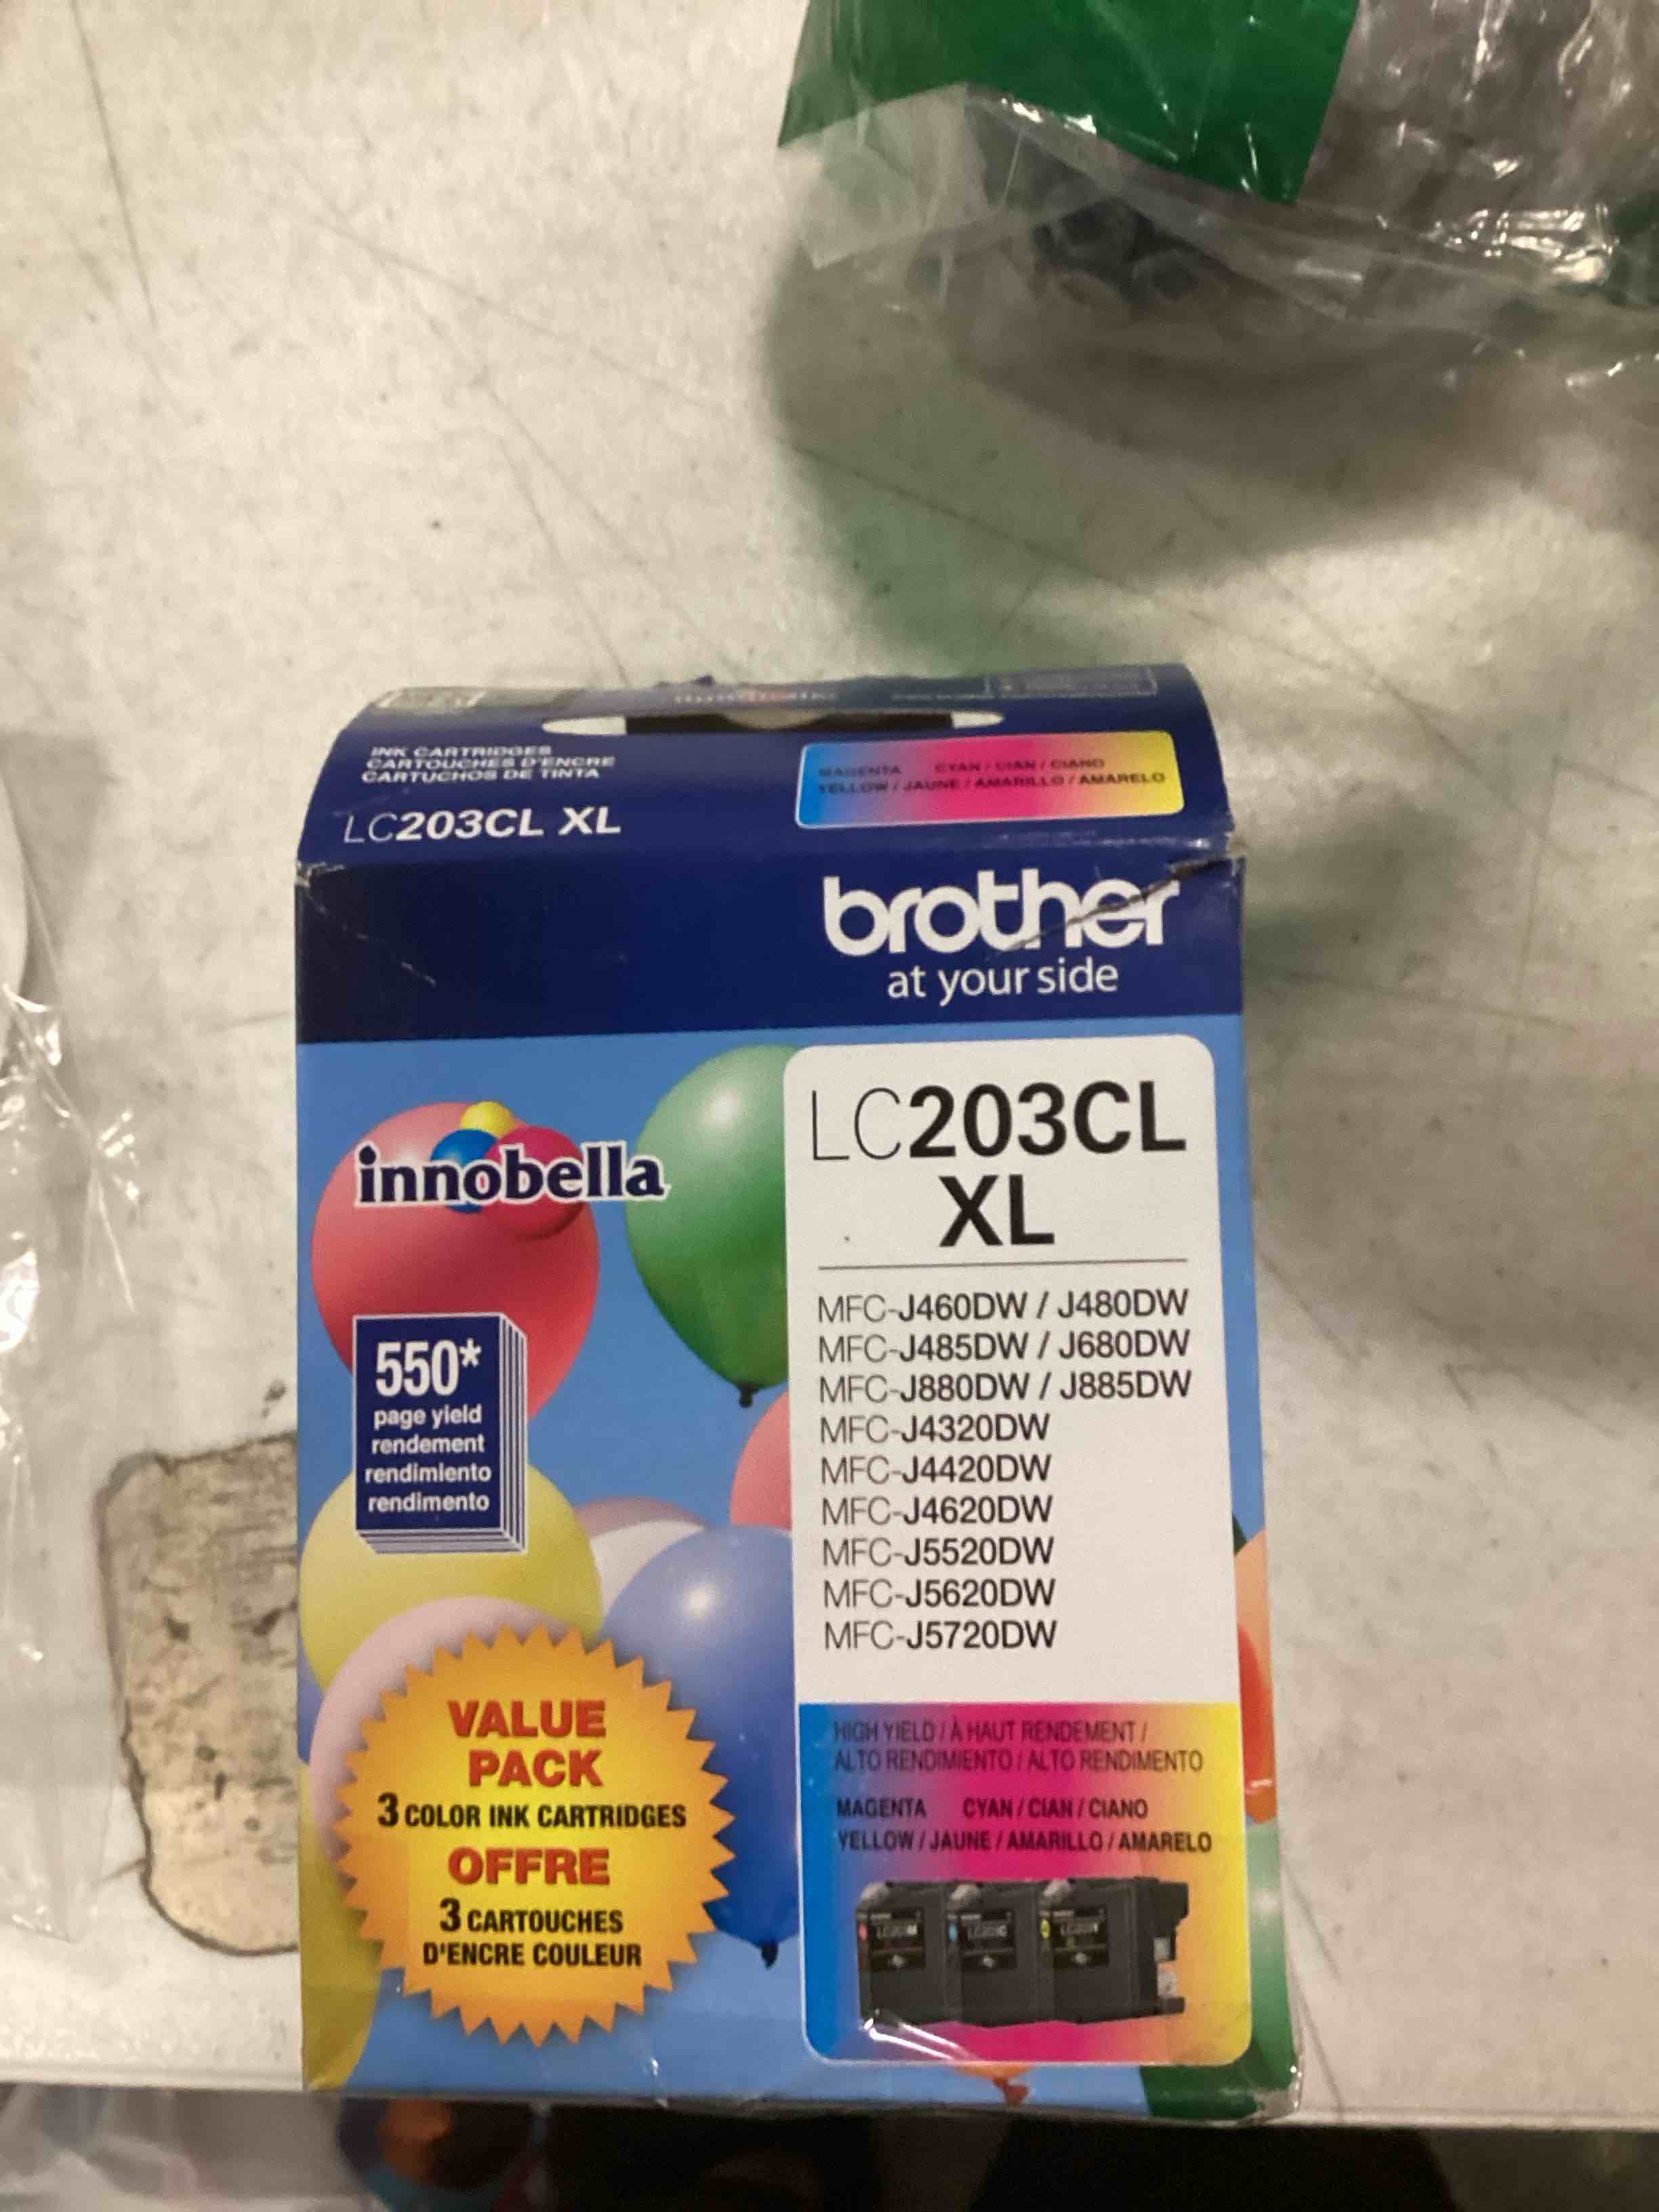 INK CARTRIDGES
CARTOUCHES D'ENCRE
CARTUCHOS DE TINTA
LC203CL XL
MAGENTA CYAN / CIAN / CIANO
YELLOW / JAUNE / AMARILLO / AMARELO
brother
at your side
innobella
LC203CL
XL
MFC-J460DW / J480DW
MFC-J485DW / J680DW
MFC-J880DW / J885DW
MFC-J4320DW
MFC-J4420DW
MFC-J4620DW
MFC-J5520DW
MFC-J5620DW
MFC-J5720DW
550*
page yield
rendement
rendimiento
rendimento
VALUE
PACK
3 COLOR INK CARTRIDGES
OFFRE
3 CARTOUCHES
D'ENCRE COULEUR
HIGH YIELD / À HAUT RENDEMENT /
ALTO RENDIMIENTO / ALTO RENDIMENTO
MAGENTA CYAN / CIAN / CIANO
YELLOW / JAUNE / AMARILLO / AMARELO
LC203M LC203C LC203Y